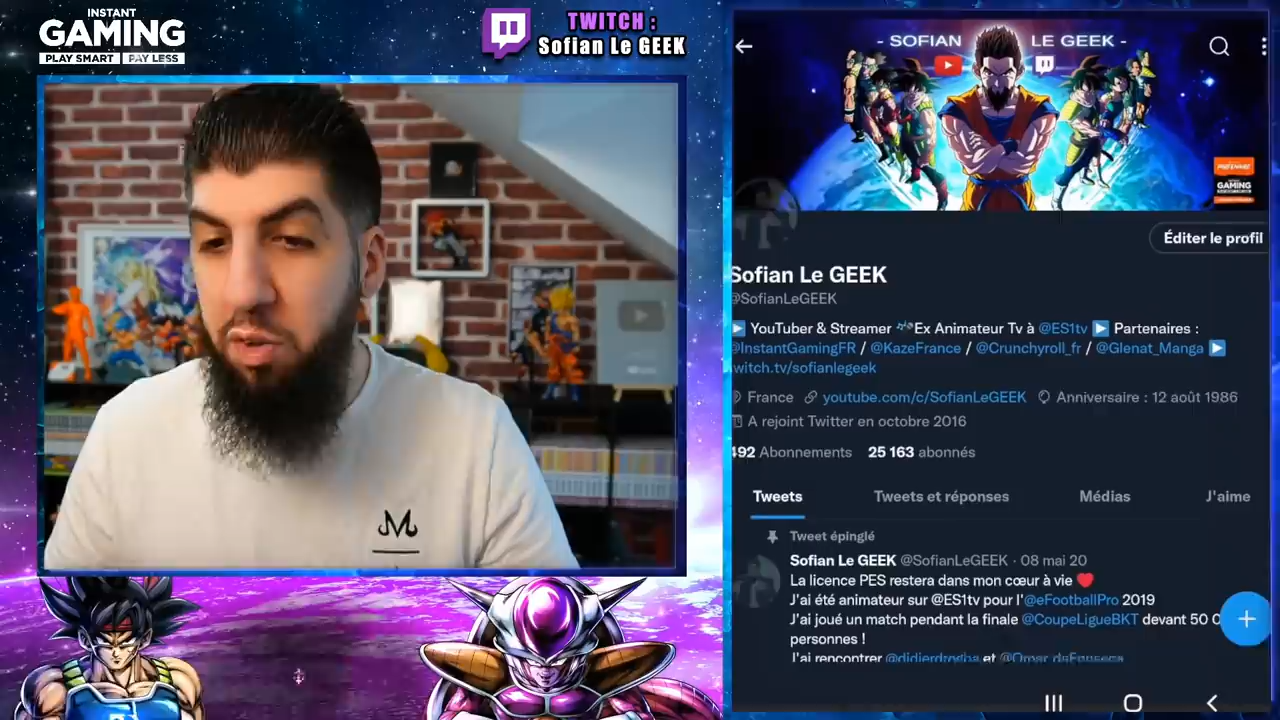 INSTANT
GAMING
PLAY SMART PAY LESS
TWITCH :
Sofian Le GEEK
- SOFIAN LE GEEK -
GAMING
Éditer le profil
Sofian Le GEEK
@SofianLeGEEK
YouTuber & Streamer Ex Animateur Tv à @ES1tv Partenaires :
@InstantGamingFR / @KazeFrance / @Crunchyroll_fr / @Glenat_Manga
witch.tv/sofianlegeek
France youtube.com/c/SofianLeGEEK Anniversaire : 12 août 1986
A rejoint Twitter en octobre 2016
492 Abonnements 25 163 abonnés
Tweets Tweets et réponses Médias J'aime
Tweet épinglé
Sofian Le GEEK @SofianLeGEEK · 08 mai 20
La licence PES restera dans mon cœur à vie ❤️
J'ai été animateur sur @ES1tv pour l'@eFootballPro 2019
J'ai joué un match pendant la finale @CoupeLigueBKT devant 50 0
personnes !
J'ai rencontrer @didierdrogba et